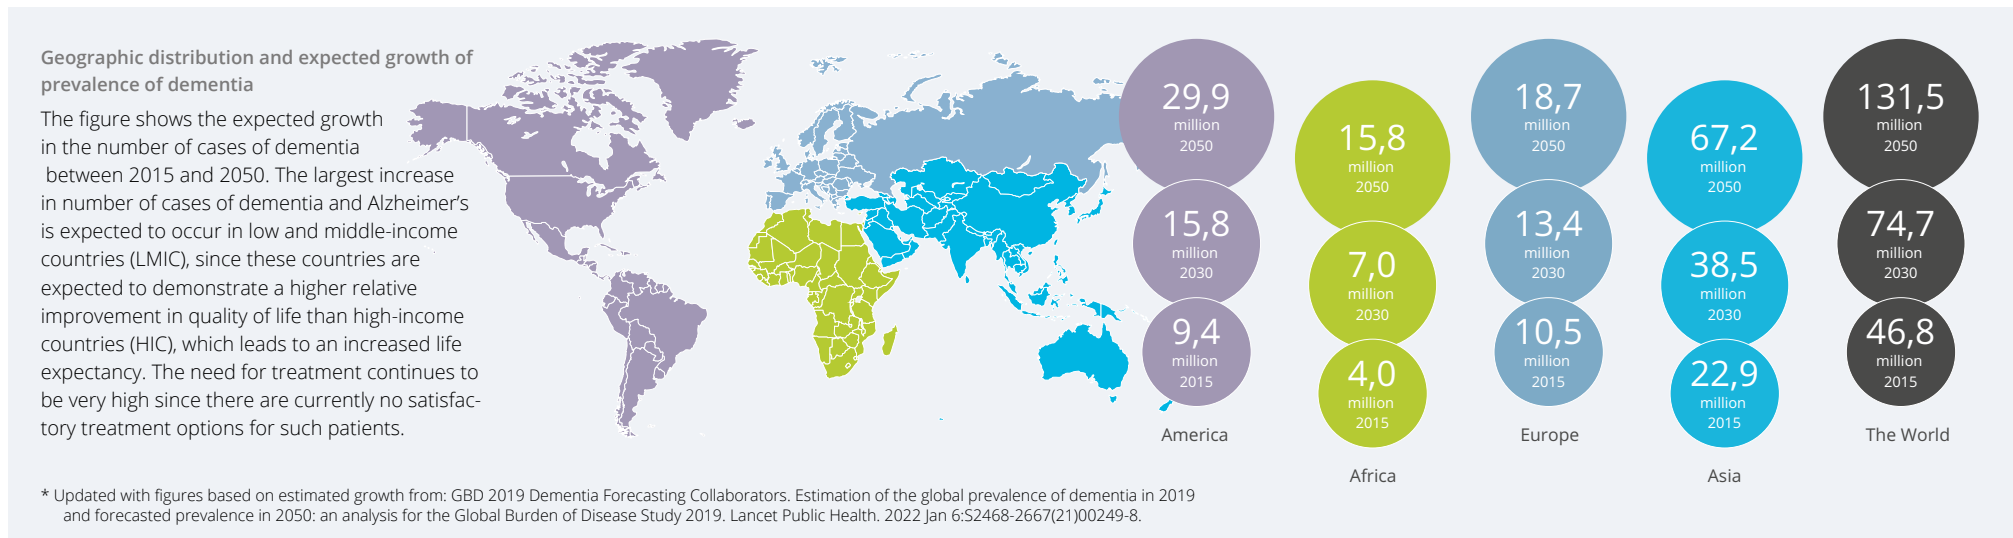 Geographic distribution and expected growth of
prevalence of dementia
The figure shows the expected growth
in the number of cases of dementia
between 2015 and 2050. The largest increase
in number of cases of dementia and Alzheimer's
is expected to occur in low and middle-income
countries (LMIC), since these countries are
expected to demonstrate a higher relative
improvement in quality of life than high-income
countries (HIC), which leads to an increased life
expectancy. The need for treatment continues to
be very high since there are currently no satisfac-
tory treatment options for such patients.
29,9
million
2050
15,8
million
2030
9,4
million
2015
America
15,8
million
2050
7,0
million
2030
4,0
million
2015
Africa
18,7
million
2050
13,4
million
2030
10,5
million
2015
Europe
67,2
million
2050
38,5
million
2030
22,9
million
2015
Asia
131,5
million
2050
74,7
million
2030
46,8
million
2015
The World
* Updated with figures based on estimated growth from: GBD 2019 Dementia Forecasting Collaborators. Estimation of the global prevalence of dementia in 2019
and forecasted prevalence in 2050: an analysis for the Global Burden of Disease Study 2019. Lancet Public Health. 2022 Jan 6:S2468-2667(21)00249-8.